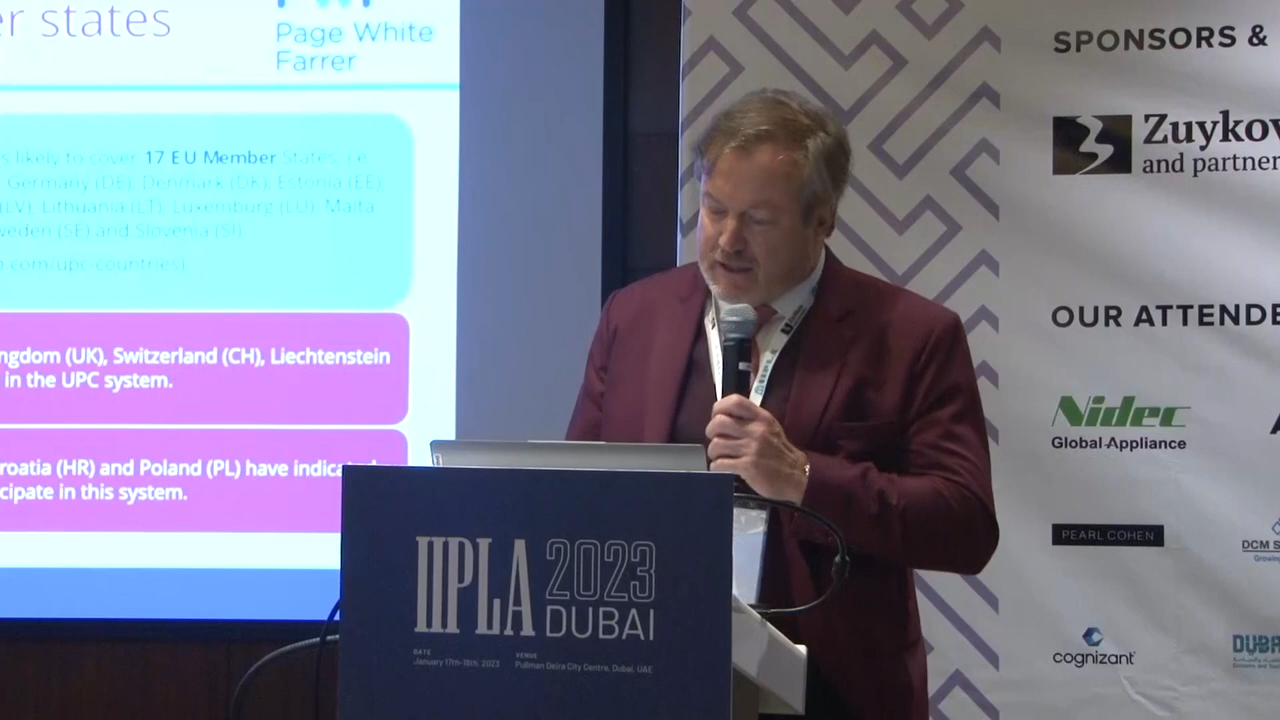 er states
Page White
Farrer
s likely to cover 17 EU Member States, i.e.
Germany (DE), Denmark (DK), Estonia (EE),
(LV), Lithuania (LT), Luxemburg (LU), Malta
weden (SE) and Slovenia (SI).
.com/upc-countries)
ngdom (UK), Switzerland (CH), Liechtenstein
in the UPC system.
roatia (HR) and Poland (PL) have indicated
cipate in this system.
IIPLA 2023
DUBAI
DATE
January 17th-18th, 2023
VENUE
Pullman Deira City Centre, Dubai, UAE
SPONSORS &
Zuykov
and partner
OUR ATTENDE
Nidec
Global Appliance
PEARL COHEN
DCM S
Growing
cognizant
DUBA